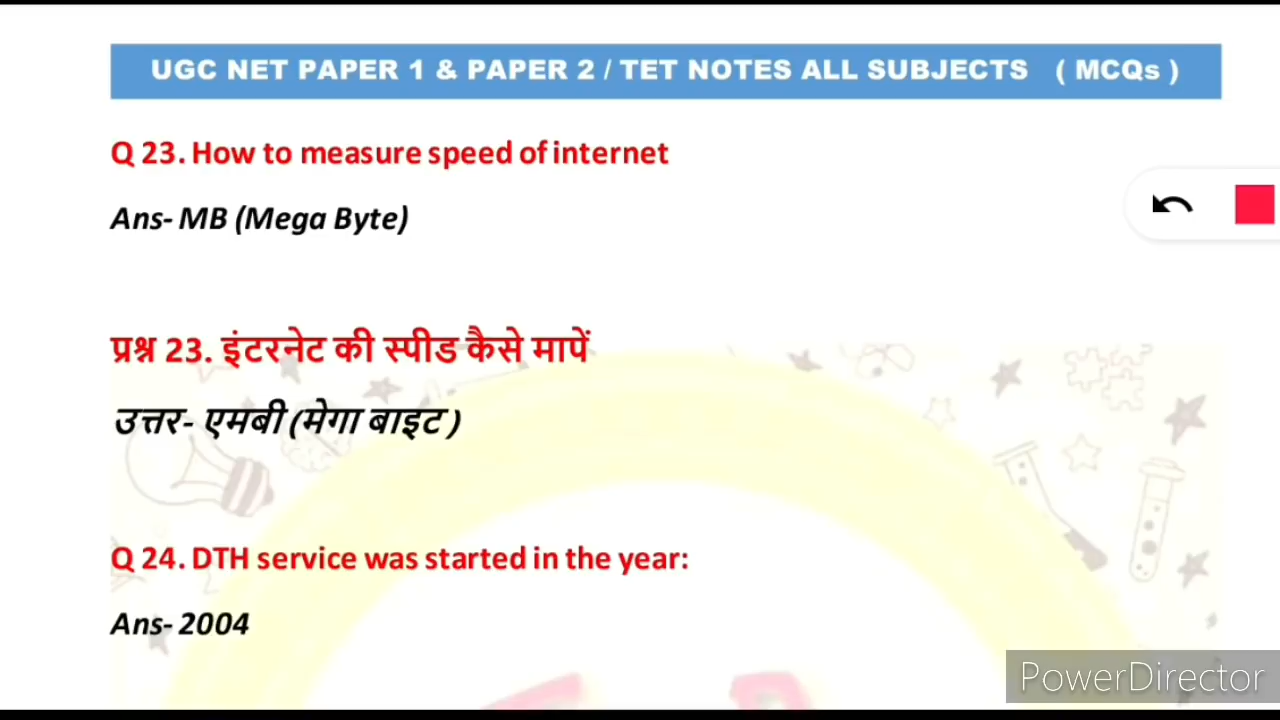 UGC NET PAPER 1 & PAPER 2 / TET NOTES ALL SUBJECTS ( MCQs )
Q 23. How to measure speed of internet
Ans- MB (Mega Byte)
प्रश्न 23. इंटरनेट की स्पीड कैसे मापें
उत्तर- एमबी (मेगा बाइट )
Q 24. DTH service was started in the year:
Ans- 2004
PowerDirector